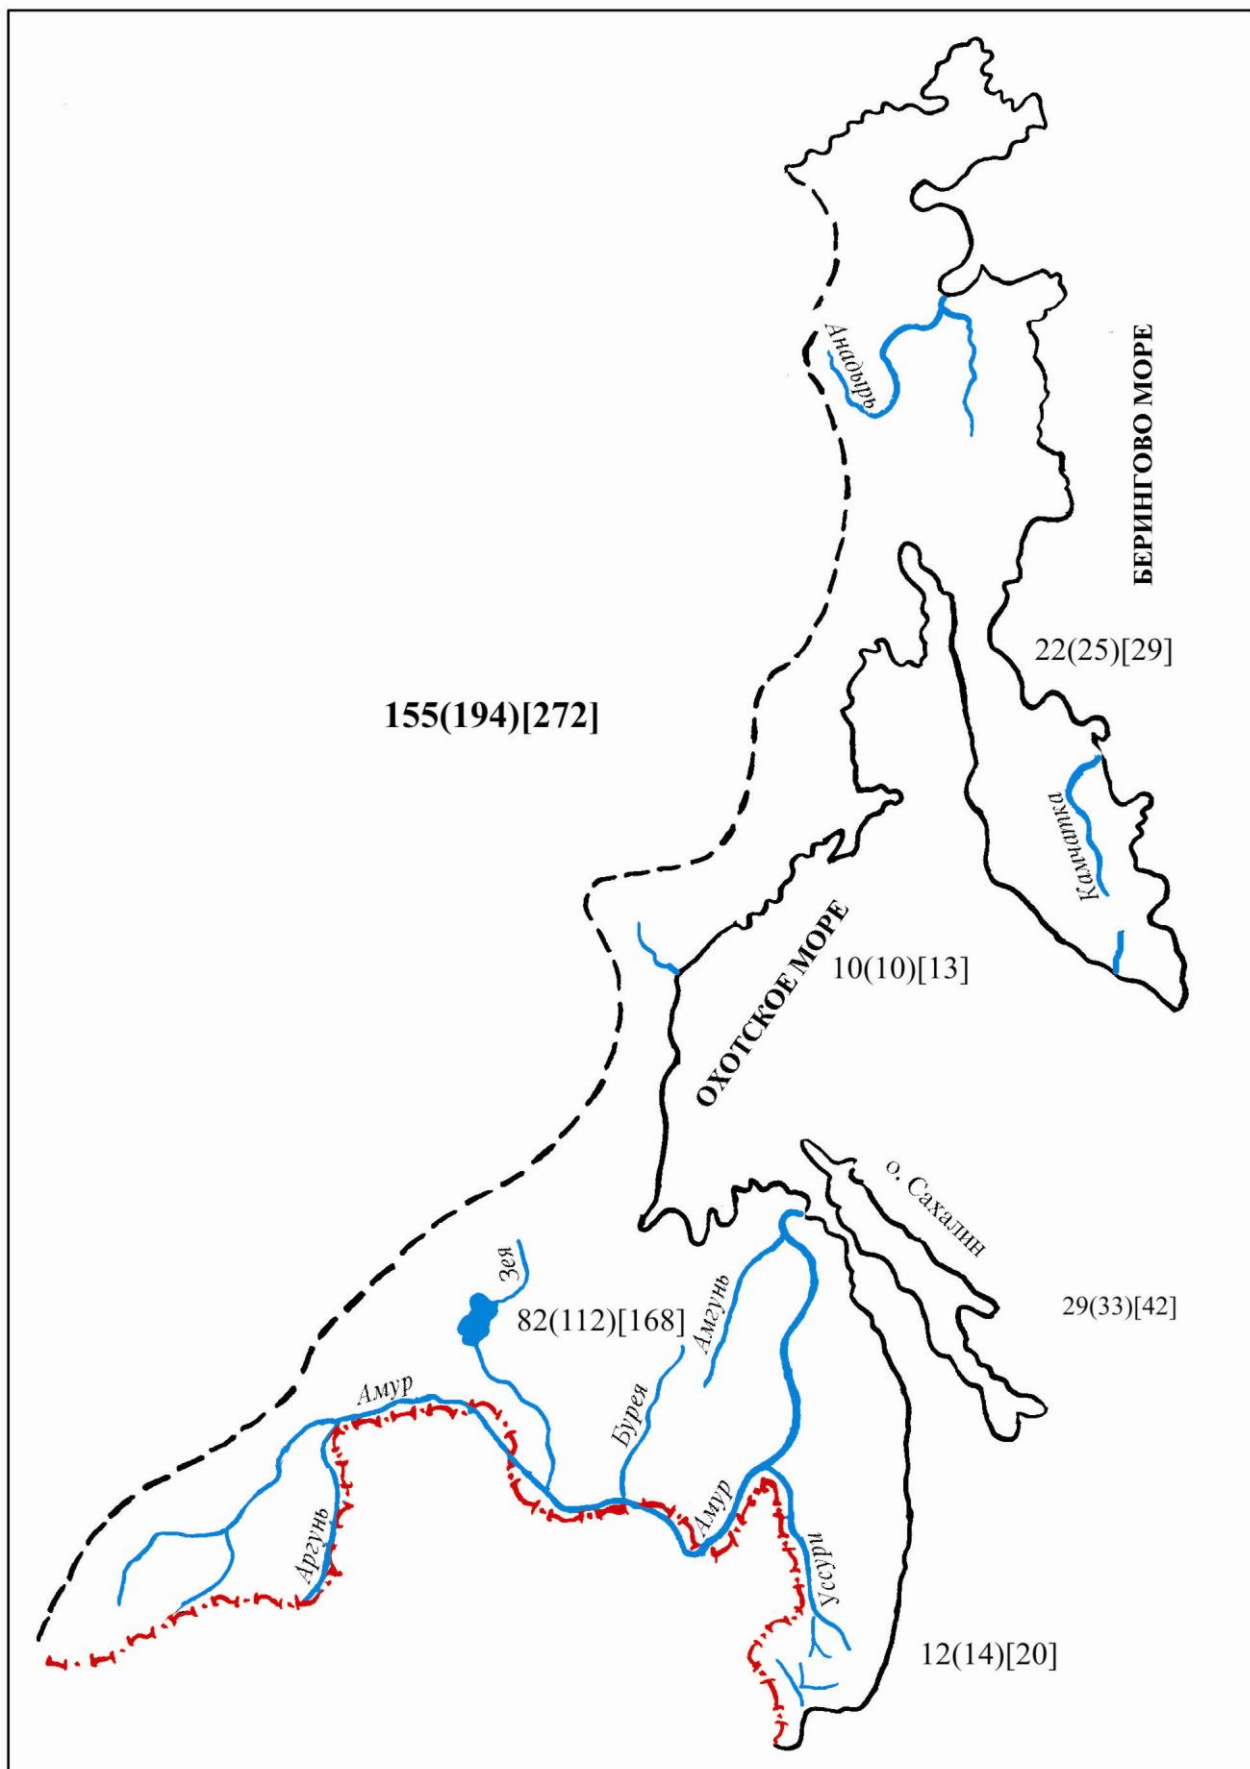 Анадырь
БЕРИНГОВО МОРЕ
22(25)[29]
155(194)[272]
Камчатка
ОХОТСКОЕ МОРЕ
10(10)[13]
о. Сахалин
Зея
82(112)[168]
Амгунь
29(33)[42]
Амур
Бурея
Аргунь
Амур
Уссури
12(14)[20]